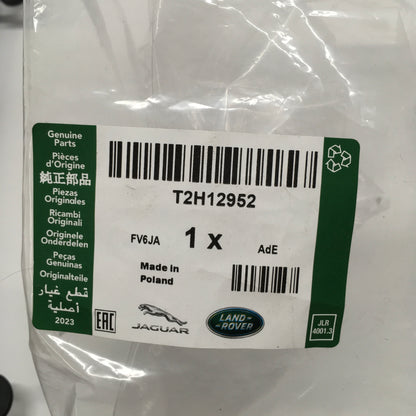 Genuine
Parts
Pièces
d'Origine
純正部品
Piezas
Originales
Ricambi
Originali
Originele
Onderdelen
Peças
Genuinas
Originalteile
قطع غيار
أصلية
2023
T2H12952
FV6JA 1 x AdE
Made in
Poland
EAC
JAGUAR
LAND-
-ROVER
JLR
4001.3